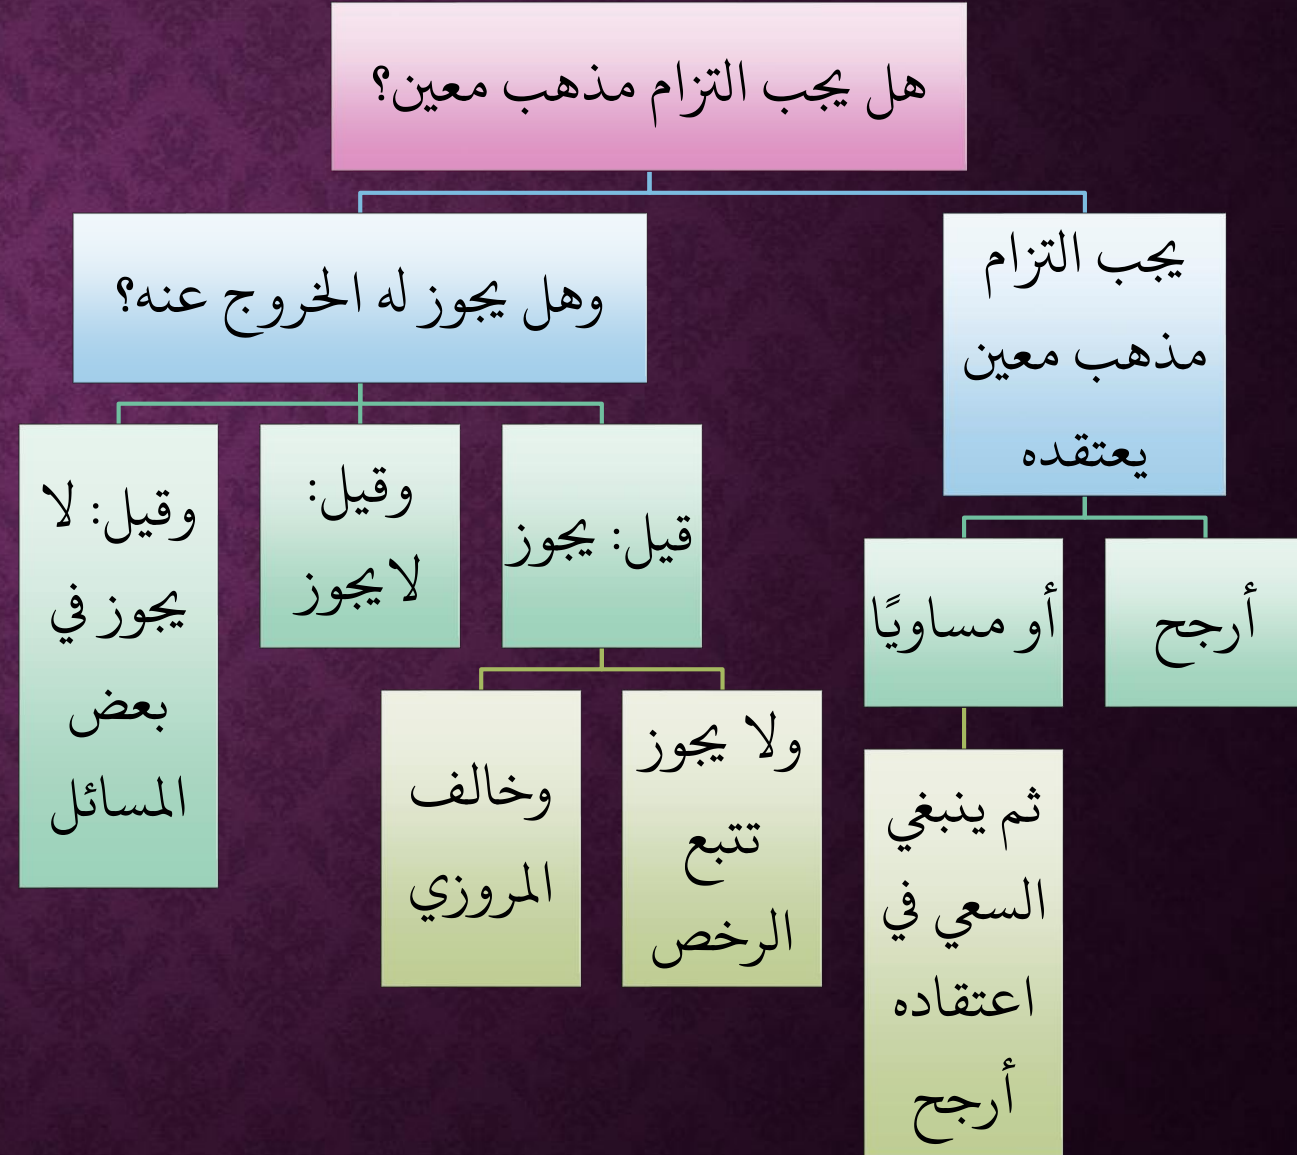 هل يجب التزام مذهب معين؟
يجب التزام
مذهب معين
يعتقده
أرجح
أو مساويًا
ثم ينبغي
السعي في
اعتقاده
أرجح
وهل يجوز له الخروج عنه؟
قيل: يجوز
ولا يجوز
تتبع
الرخص
وخالف
المروزي
وقيل:
لايجوز
وقيل: لا
يجوز في
بعض
المسائل